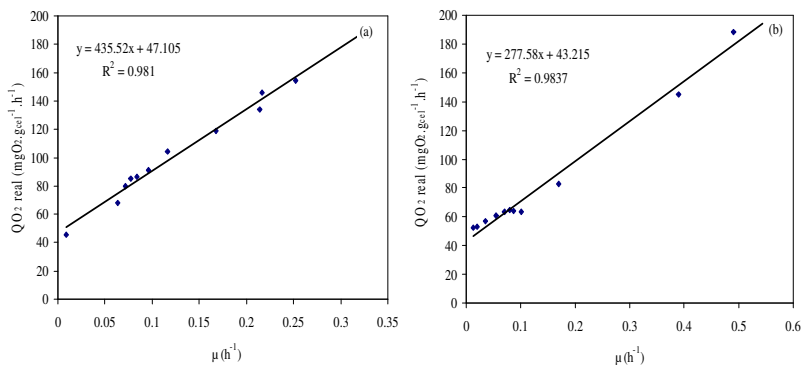 (a)
y = 435.52x + 47.105
R² = 0.981
QO₂ real (mgO₂.g_cel⁻¹.h⁻¹)
200
180
160
140
120
100
80
60
40
20
0
0 0.05 0.1 0.15 0.2 0.25 0.3 0.35
μ (h⁻¹)
(b)
y = 277.58x + 43.215
R² = 0.9837
QO₂ real (mgO₂.g_cel⁻¹.h⁻¹)
200
180
160
140
120
100
80
60
40
20
0
0 0.1 0.2 0.3 0.4 0.5 0.6
μ (h⁻¹)